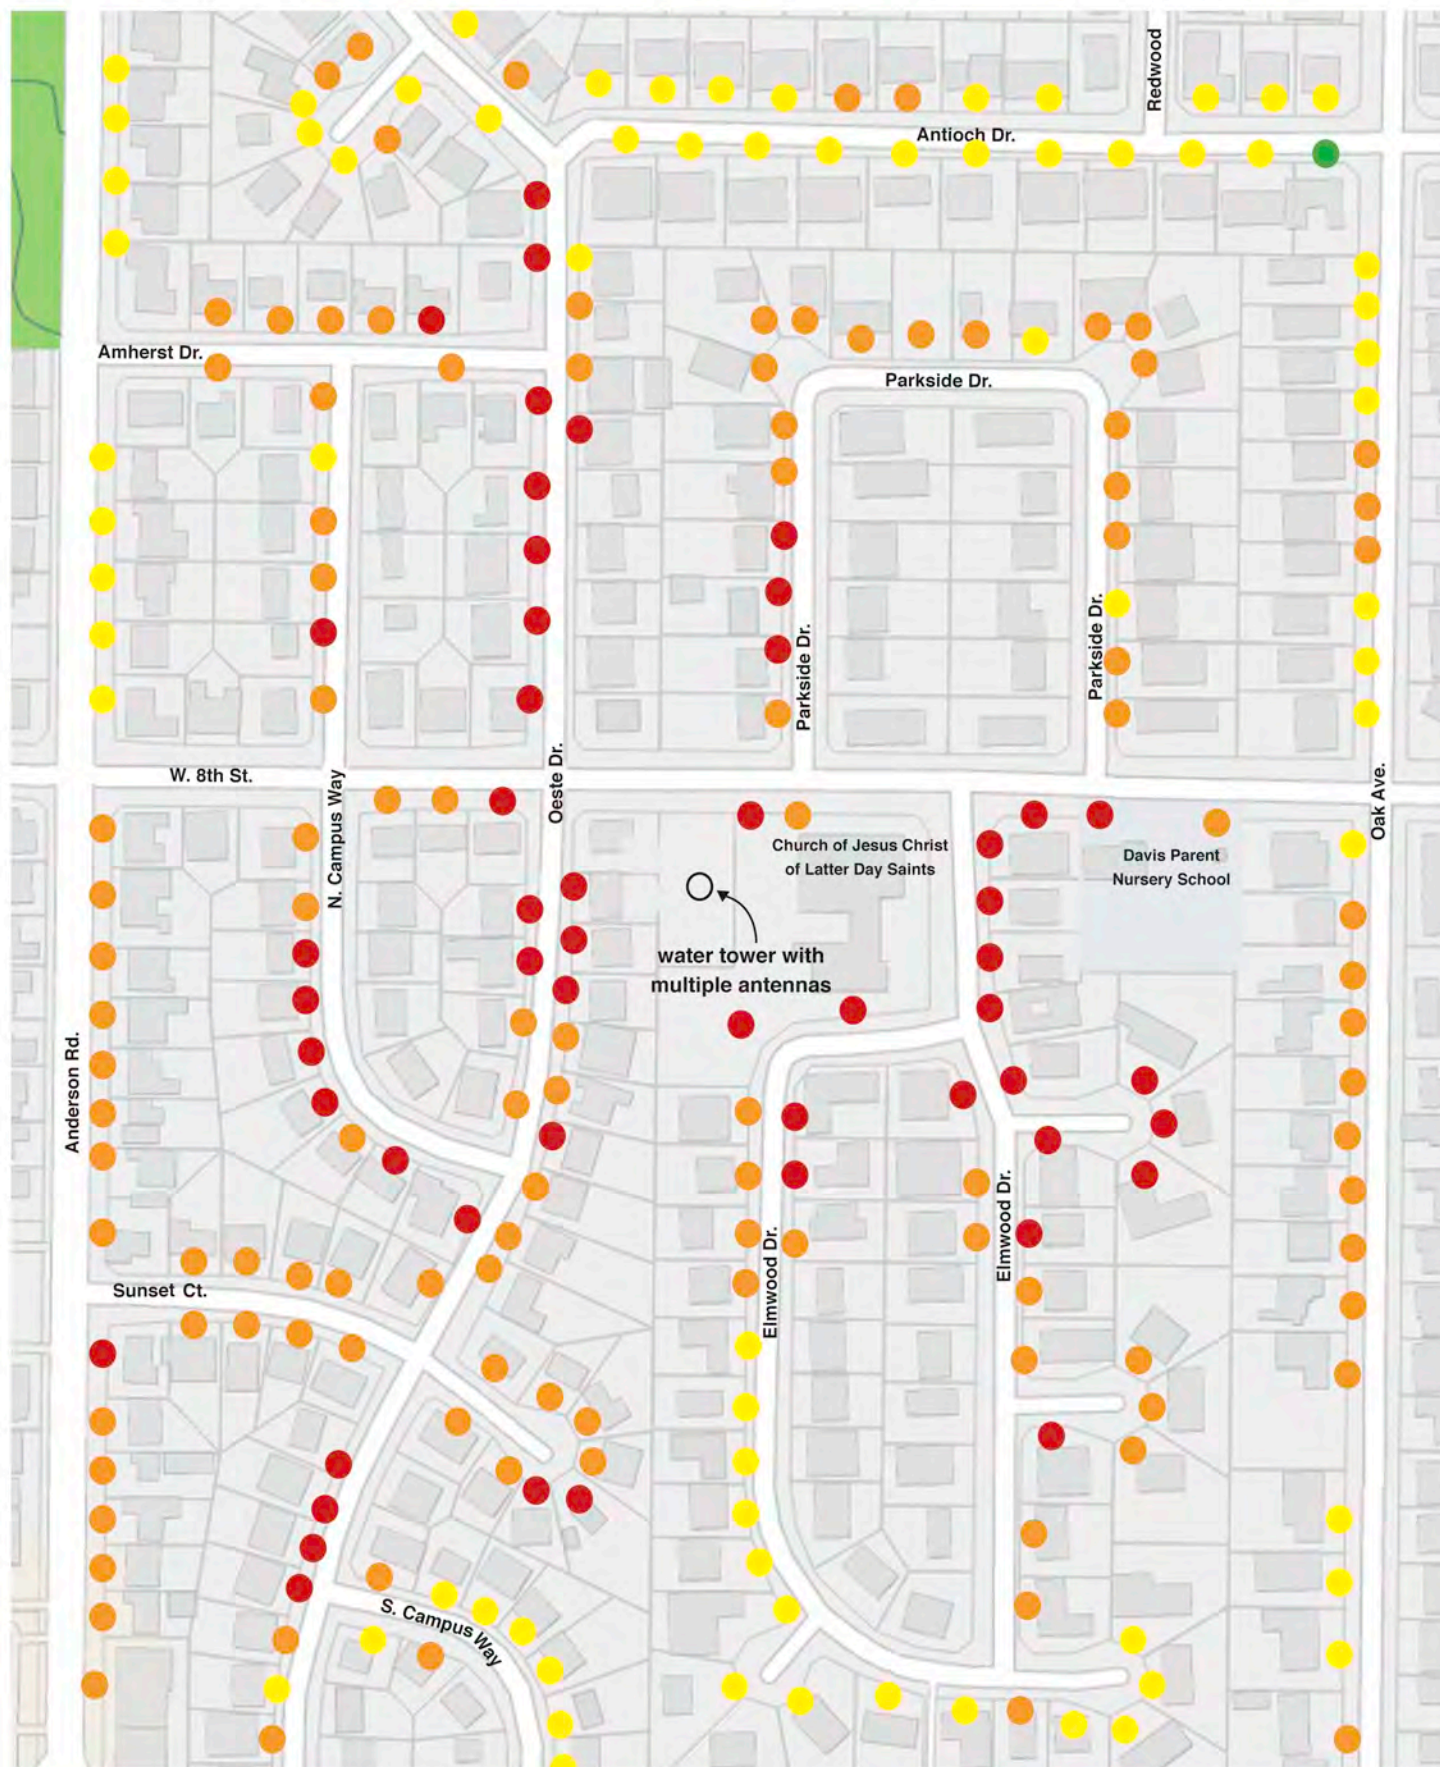 Redwood
Antioch Dr.
Amherst Dr.
Parkside Dr.
Parkside Dr.
Parkside Dr.
W. 8th St.
N. Campus Way
Oeste Dr.
Oak Ave.
Church of Jesus Christ
of Latter Day Saints
Davis Parent
Nursery School
water tower with
multiple antennas
Anderson Rd.
Elmwood Dr.
Elmwood Dr.
Sunset Ct.
S. Campus Way